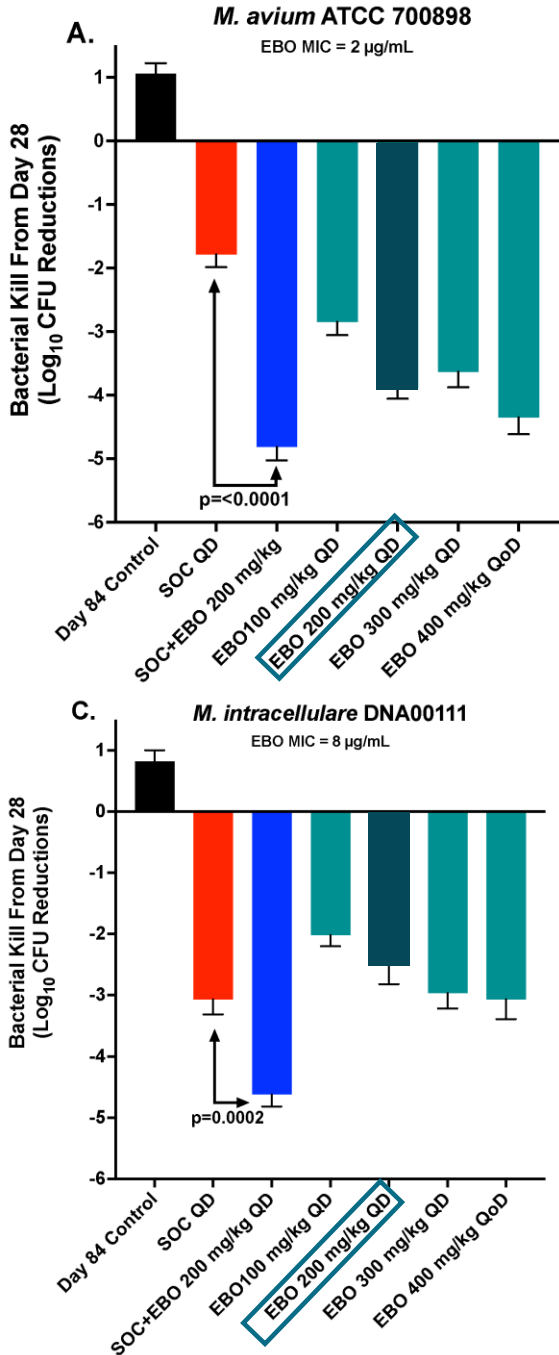 A.
M. avium ATCC 700898
EBO MIC = 2 µg/mL
Bacterial Kill From Day 28
(Log10 CFU Reductions)
1
0
-1
-2
-3
-4
-5
-6
p=<0.0001
Day 84 Control
SOC QD
SOC+EBO 200 mg/kg
EBO100 mg/kg QD
EBO 200 mg/kg QD
EBO 300 mg/kg QD
EBO 400 mg/kg QoD
C.
M. intracellulare DNA00111
EBO MIC = 8 µg/mL
Bacterial Kill From Day 28
(Log10 CFU Reductions)
1
0
-1
-2
-3
-4
-5
-6
p=0.0002
Day 84 Control
SOC QD
SOC+EBO 200 mg/kg QD
EBO100 mg/kg QD
EBO 200 mg/kg QD
EBO 300 mg/kg QD
EBO 400 mg/kg QoD